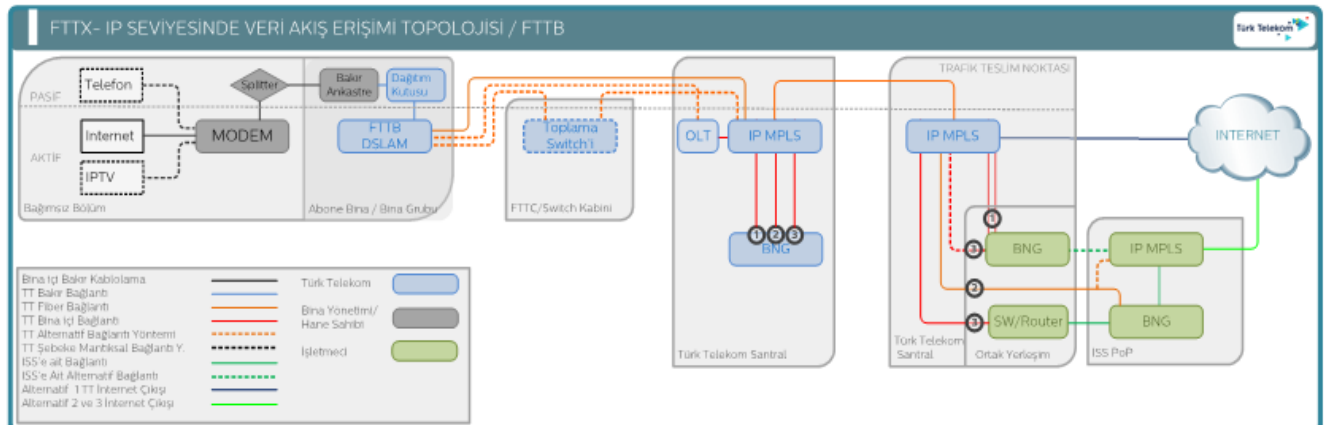 FTTX- IP SEVİYESİNDE VERİ AKIŞ ERİŞİMİ TOPOLOJİSİ / FTTB
Türk Telekom
PASİF
AKTİF
Telefon
Internet
IPTV
MODEM
Splitter
Bağımsız Bölüm
Bakır
Ankastre
Dağıtım
Kutusu
FTTB
DSLAM
Abone Bina / Bina Grubu
Toplama
Switch'i
FTTC/Switch Kabini
OLT
IP MPLS
1
2
3
BNG
Türk Telekom Santral
TRAFİK TESLİM NOKTASI
IP MPLS
1
3
BNG
2
3
SW/Router
Türk Telekom
Santral
Ortak Yerleşim
IP MPLS
BNG
ISS PoP
INTERNET
Bina İçi Bakır Kablolama
TT Bakır Bağlantı
TT Fiber Bağlantı
TT Bina içi Bağlantı
TT Alternatif Bağlantı Yöntemi
TT Şebeke Mantıksal Bağlantı Y.
ISS'e ait Bağlantı
ISS'e Ait Alternatif Bağlantı
Alternatif 1 TT İnternet Çıkışı
Alternatif 2 ve 3 İnternet Çıkışı
Türk Telekom
Bina Yönetimi/
Hane Sahibi
İşletmeci